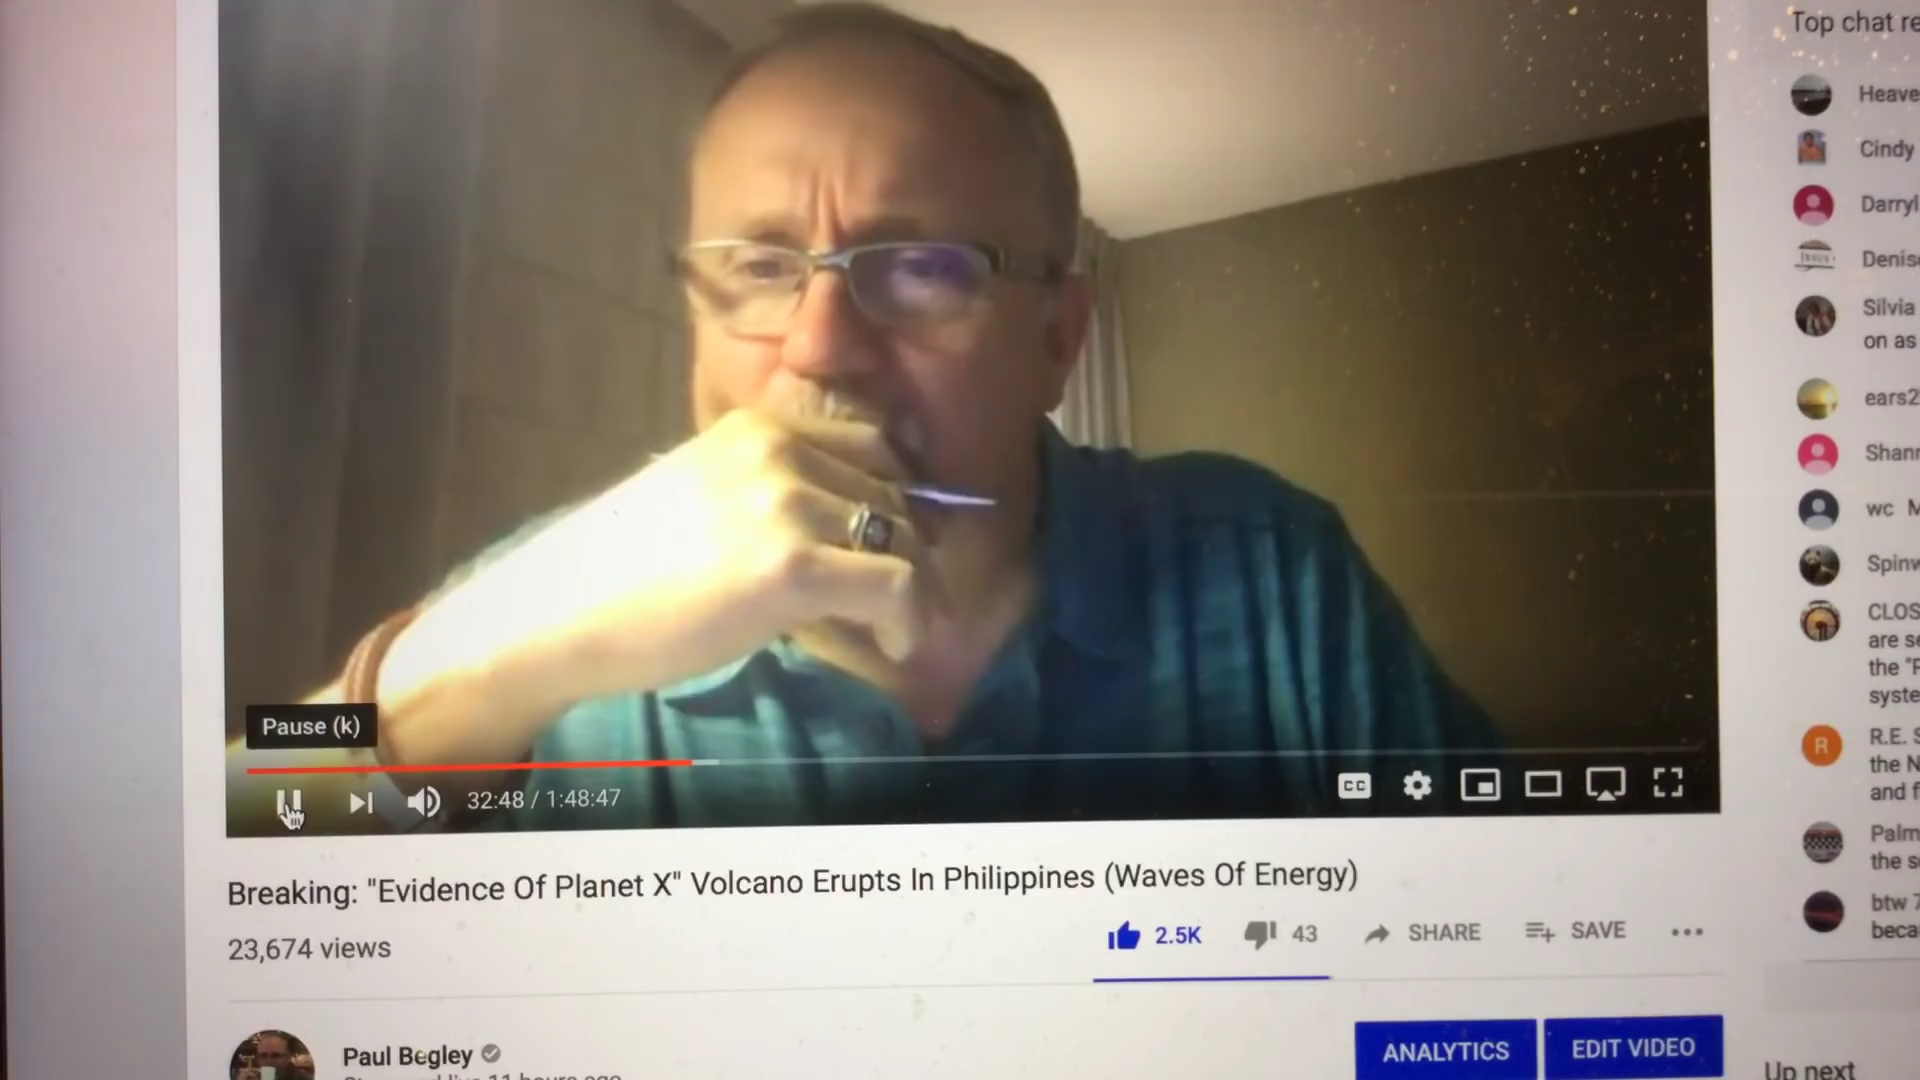 Top chat re
Heave
Cindy
Darryl
Denis
Silvia
on as
ears2
Shann
wc M
Spinw
CLOS
are se
the "P
syste
R.E. S
the N
and f
Palm
the s
btw 7
beca
Pause (k)
32:48 / 1:48:47
CC
R
Breaking: "Evidence Of Planet X" Volcano Erupts In Philippines (Waves Of Energy)
23,674 views
2.5K
43
SHARE
SAVE
Paul Begley
ANALYTICS
EDIT VIDEO
Up next